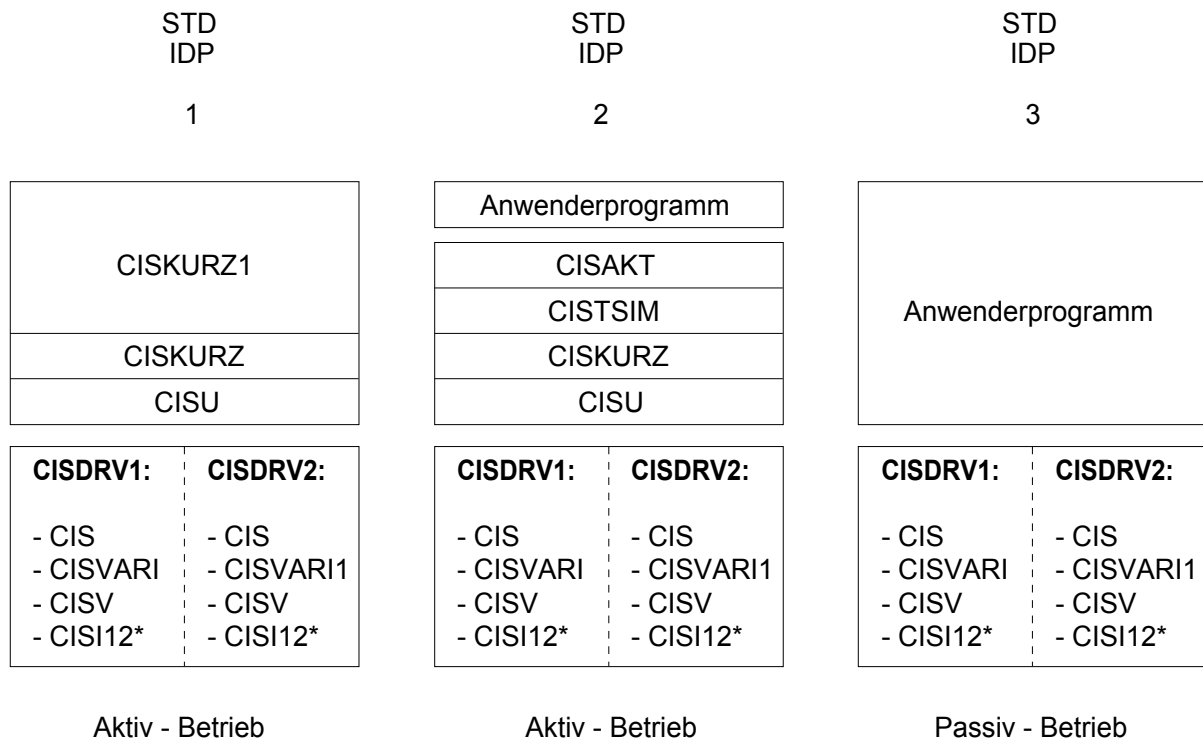 STD
IDP
1
CISKURZ1
CISKURZ
CISU
CISDRV1:
- CIS
- CISVARI
- CISV
- CISI12*
CISDRV2:
- CIS
- CISVARI1
- CISV
- CISI12*
Aktiv - Betrieb
STD
IDP
2
Anwenderprogramm
CISAKT
CISTSIM
CISKURZ
CISU
CISDRV1:
- CIS
- CISVARI
- CISV
- CISI12*
CISDRV2:
- CIS
- CISVARI1
- CISV
- CISI12*
Aktiv - Betrieb
STD
IDP
3
Anwenderprogramm
CISDRV1:
- CIS
- CISVARI
- CISV
- CISI12*
CISDRV2:
- CIS
- CISVARI1
- CISV
- CISI12*
Passiv - Betrieb